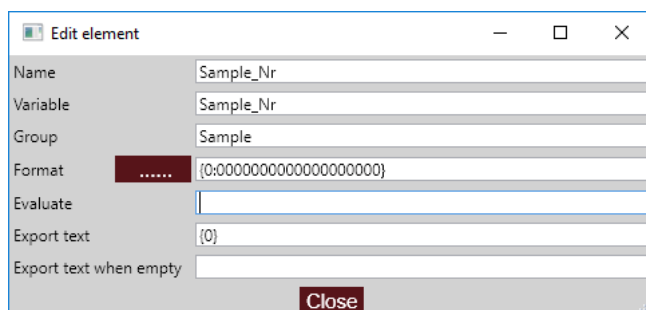 Edit element
Name Sample_Nr
Variable Sample_Nr
Group Sample
Format ...... {0:0000000000000000000}
Evaluate
Export text {0}
Export text when empty
Close